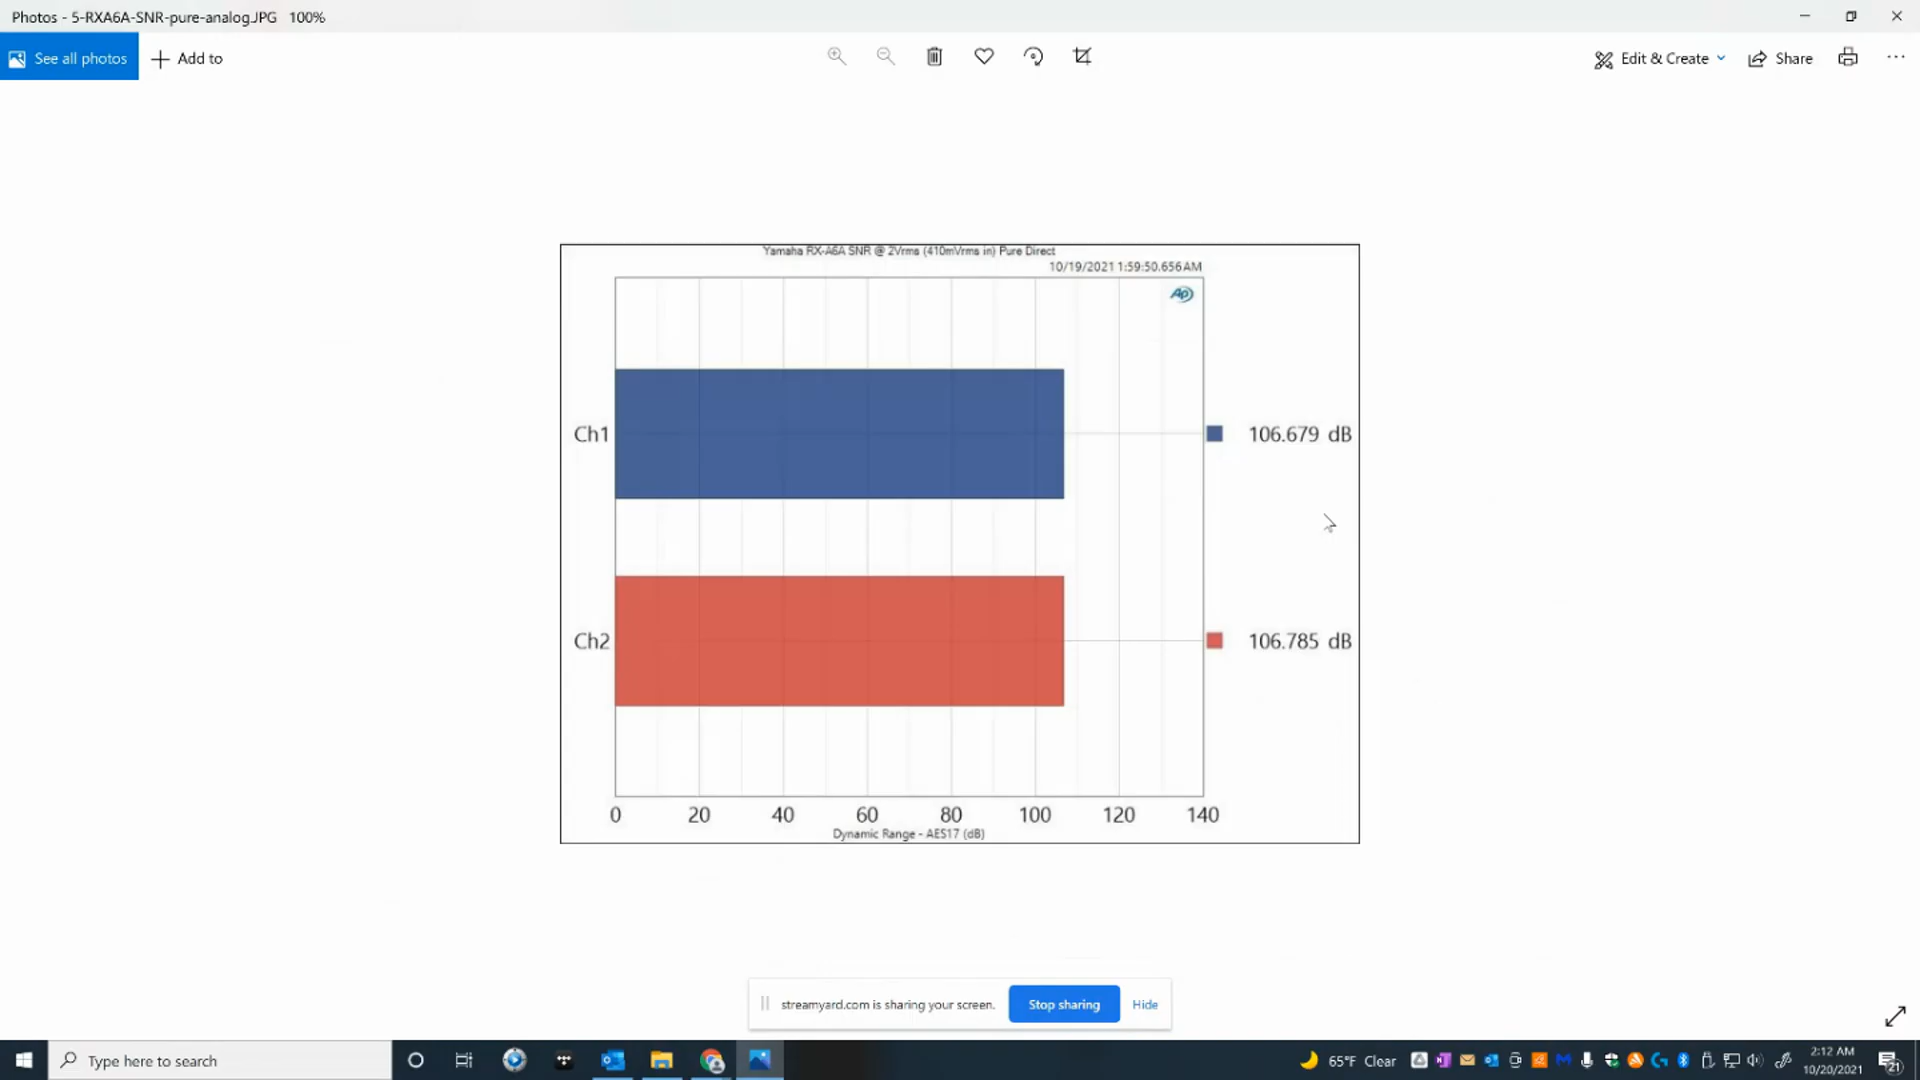 Photos - 5-RXA6A-SNR-pure-analog.JPG 100%
See all photos
Add to
Edit & Create
Share
Yamaha RX-A6A SNR @ 2Vrms (410mVrms in) Pure Direct
10/19/2021 1:59:50.656 AM
AP
Ch1
106.679 dB
Ch2
106.785 dB
0 20 40 60 80 100 120 140
Dynamic Range - AES17 (dB)
streamyard.com is sharing your screen.
Stop sharing
Hide
Type here to search
65°F Clear
2:12 AM
10/20/2021
21